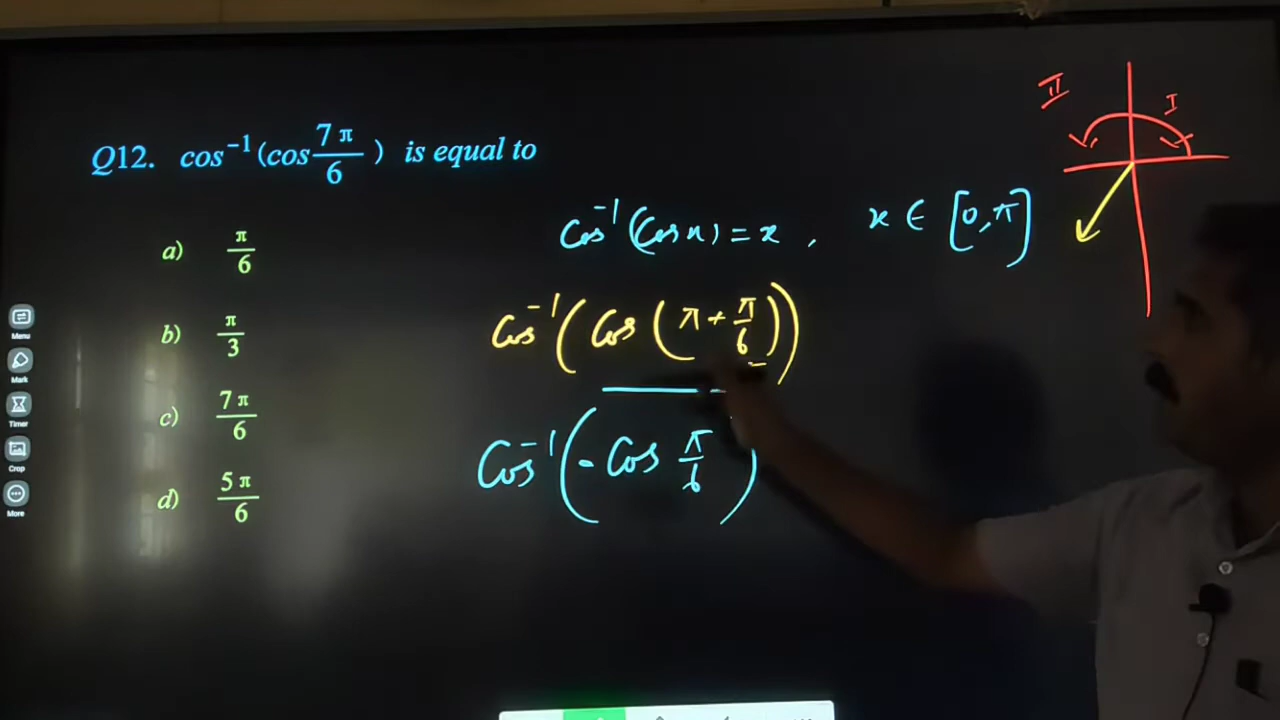 Q12. cos⁻¹(cos 7π/6) is equal to
a) π/6
b) π/3
c) 7π/6
d) 5π/6
Cos⁻¹(Cos x) = x , x ∈ [0, π]
Cos⁻¹(Cos(π + π/6))
Cos⁻¹(-Cos π/6)
II
I
Menu
Mark
Timer
Crop
More